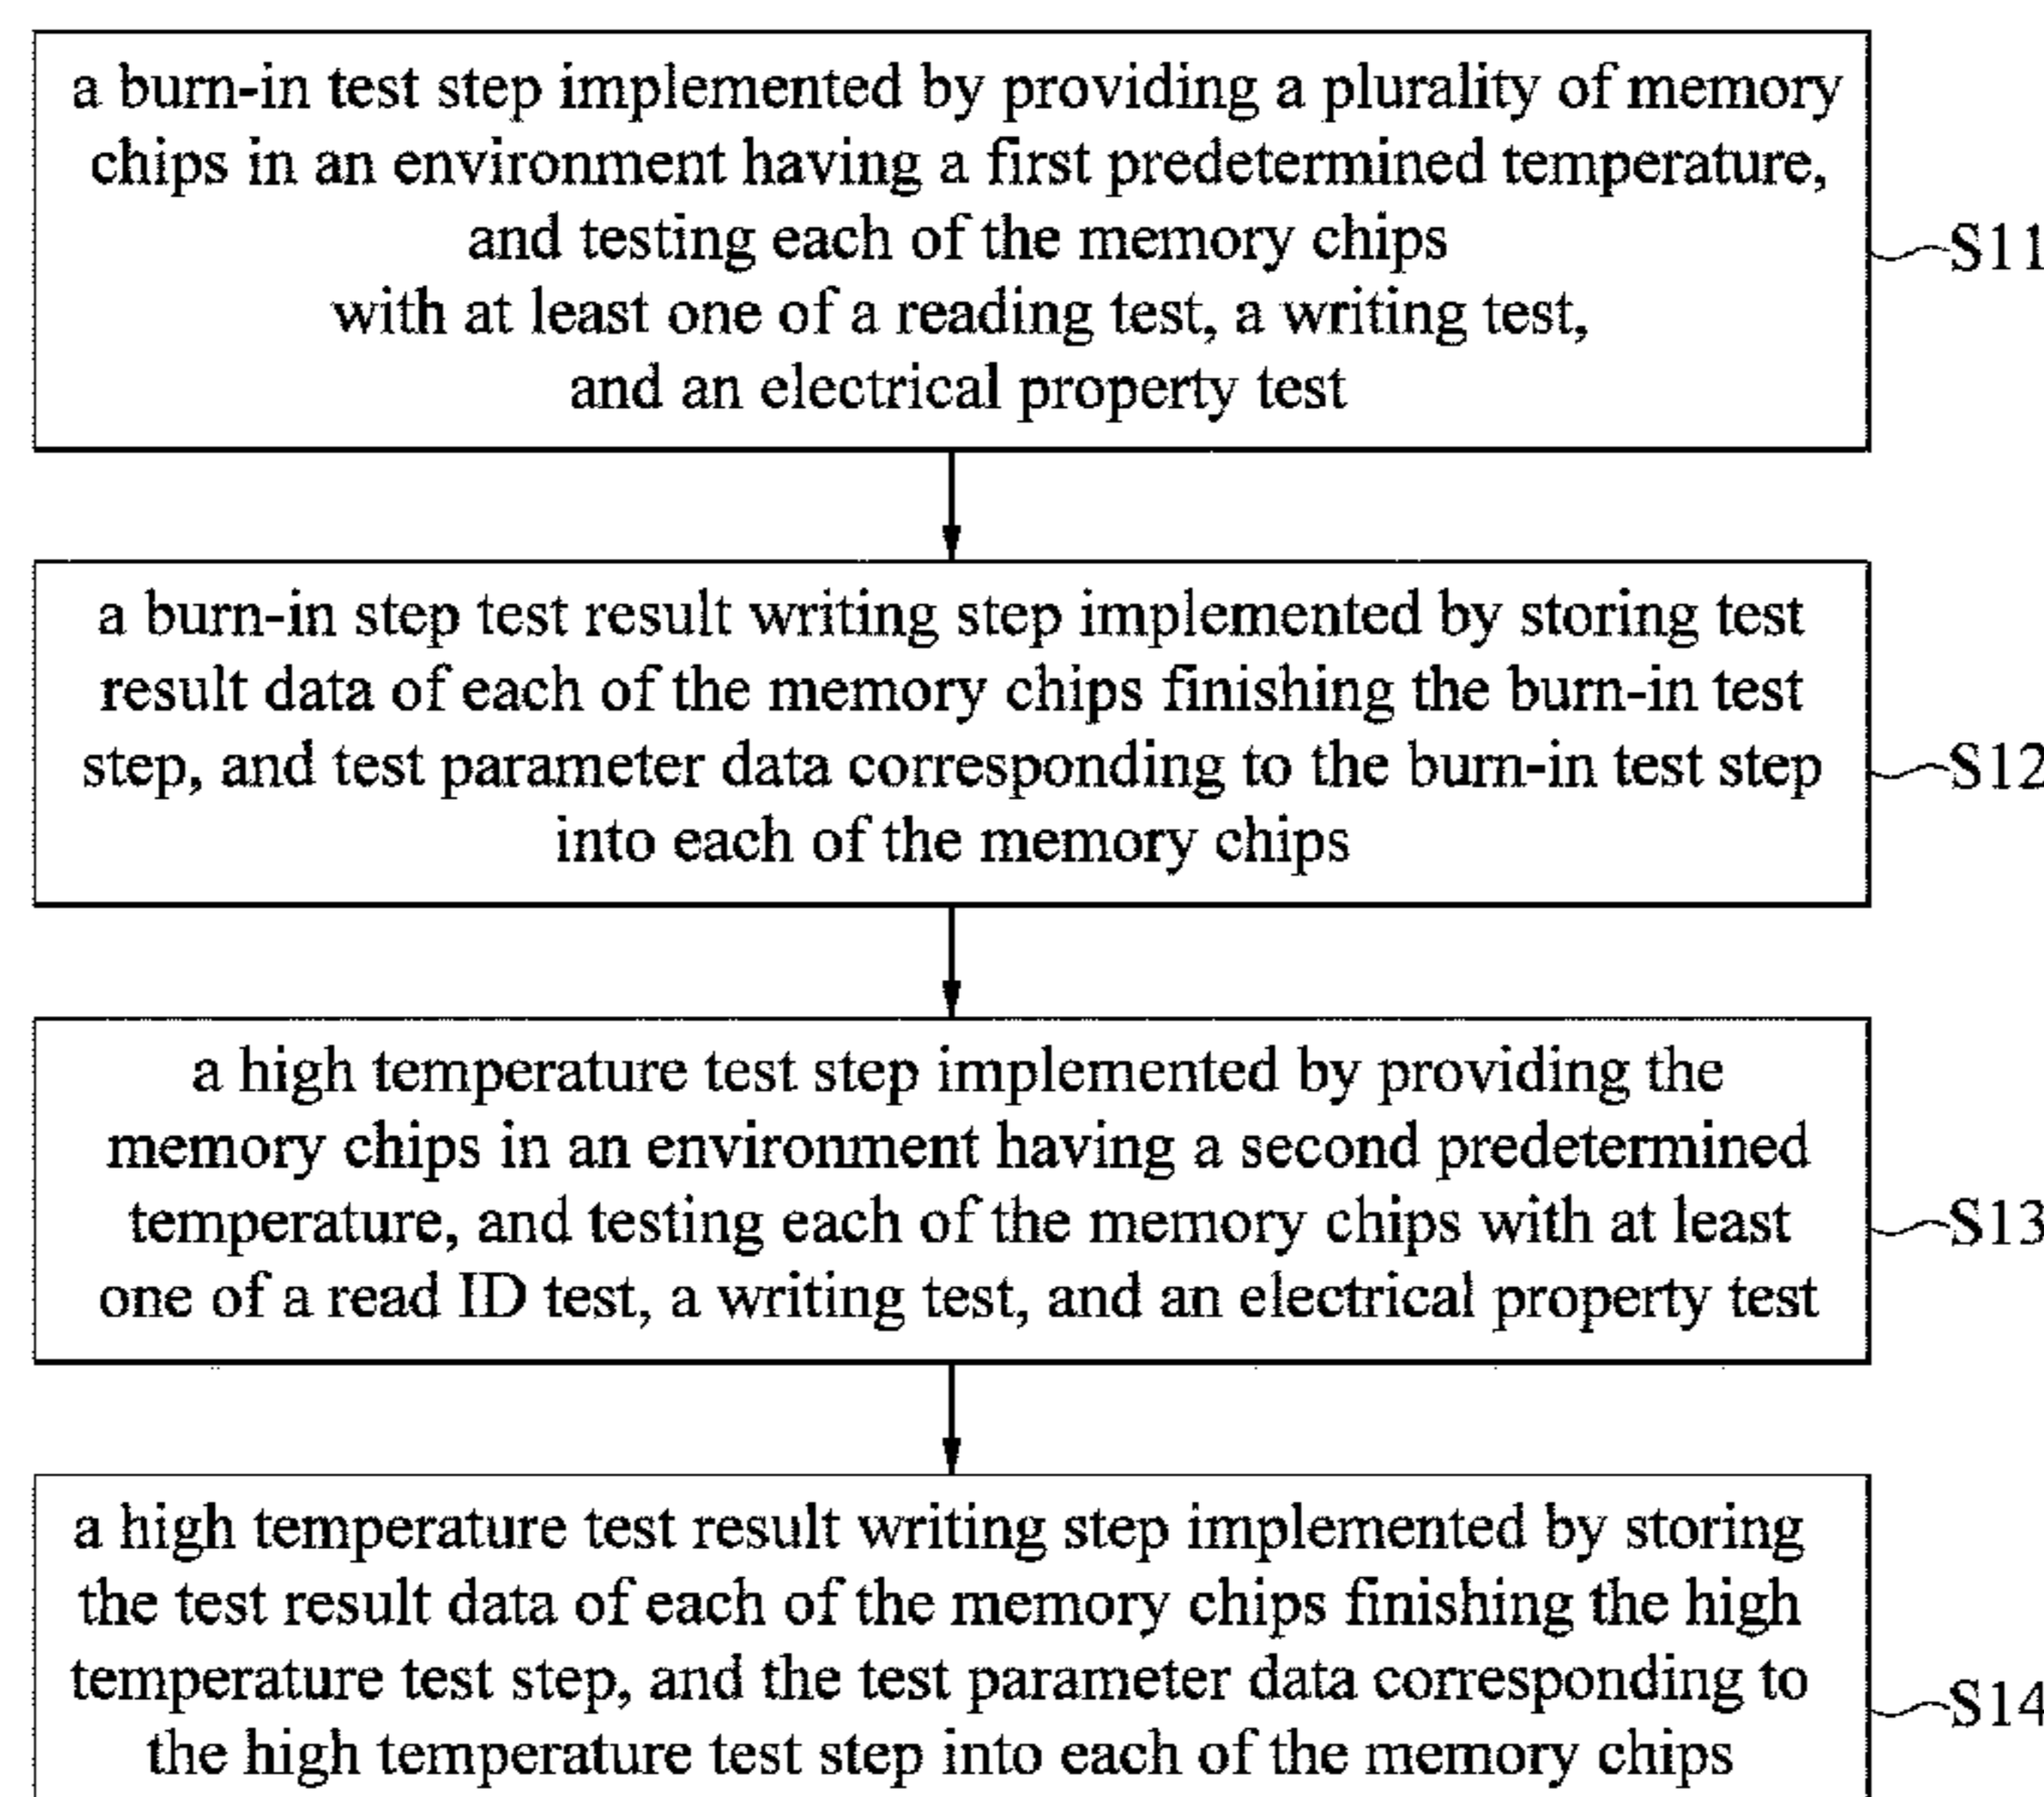 a burn-in test step implemented by providing a plurality of memory
chips in an environment having a first predetermined temperature,
and testing each of the memory chips
with at least one of a reading test, a writing test,
and an electrical property test
S11
a burn-in step test result writing step implemented by storing test
result data of each of the memory chips finishing the burn-in test
step, and test parameter data corresponding to the burn-in test step
into each of the memory chips
S12
a high temperature test step implemented by providing the
memory chips in an environment having a second predetermined
temperature, and testing each of the memory chips with at least
one of a read ID test, a writing test, and an electrical property test
S13
a high temperature test result writing step implemented by storing
the test result data of each of the memory chips finishing the high
temperature test step, and the test parameter data corresponding to
the high temperature test step into each of the memory chips
S14